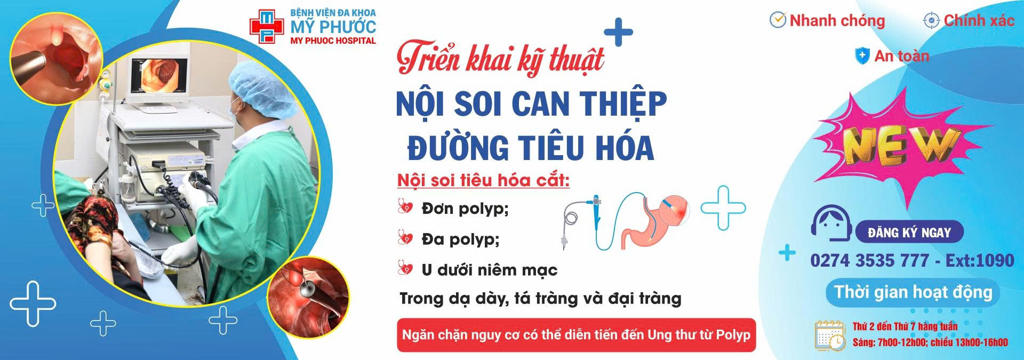 BỆNH VIỆN ĐA KHOA
MỸ PHƯỚC
MY PHUOC HOSPITAL
MP
Triển khai kỹ thuật
NỘI SOI CAN THIỆP
ĐƯỜNG TIÊU HÓA
Nội soi tiêu hóa cắt:
Đơn polyp;
Đa polyp;
U dưới niêm mạc
Trong dạ dày, tá tràng và đại tràng
Ngăn chặn nguy cơ có thể diễn tiến đến Ung thư từ Polyp
Nhanh chóng
Chính xác
An toàn
NEW
ĐĂNG KÝ NGAY
0274 3535 777 - Ext:1090
Thời gian hoạt động
Thứ 2 đến Thứ 7 hằng tuần
Sáng: 7h00-12h00; chiều 13h00-16h00